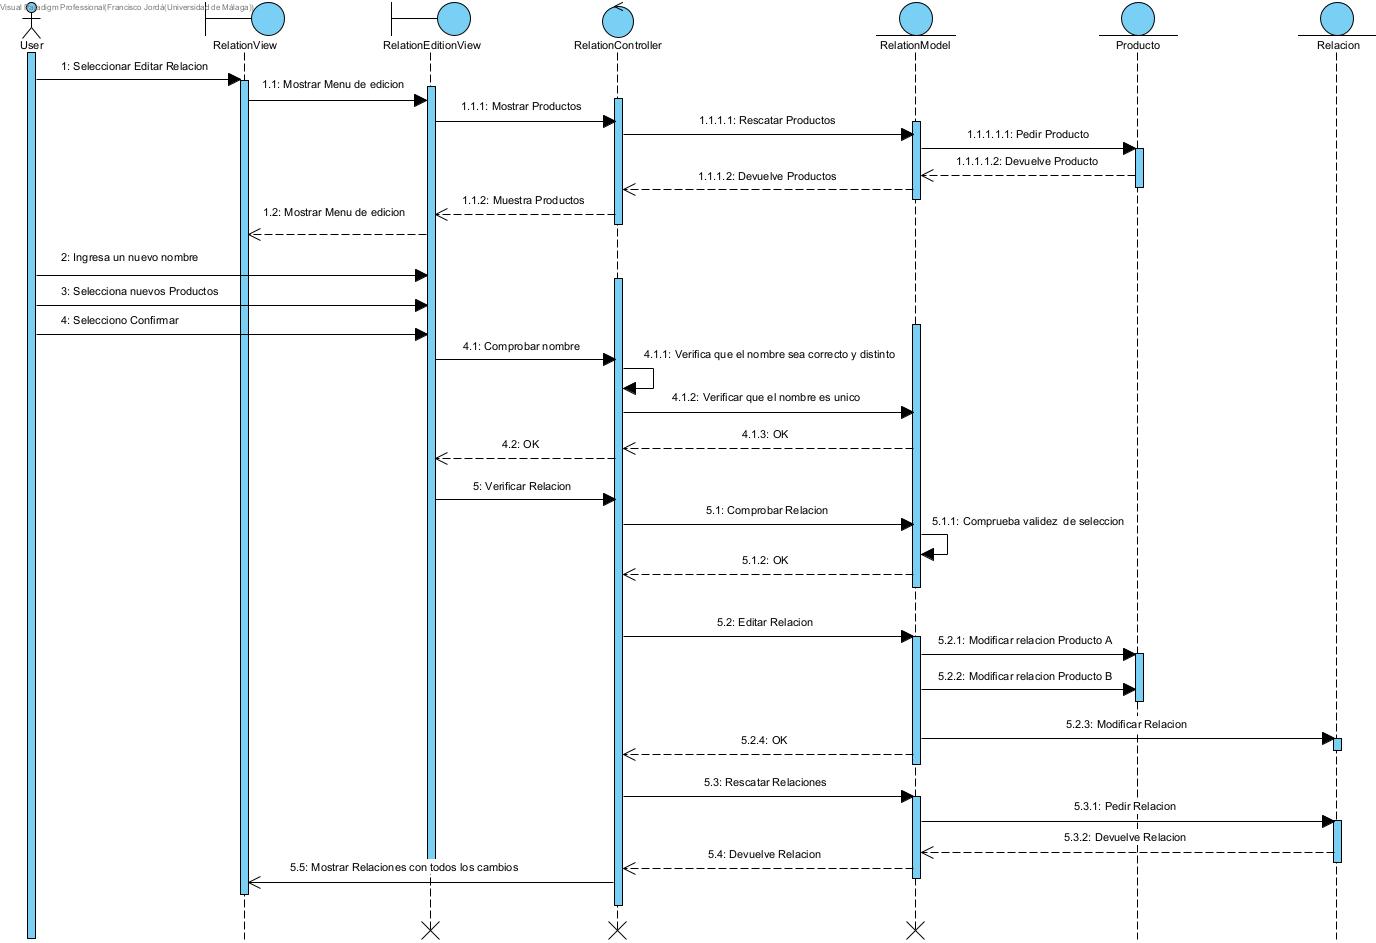 Visual Paradigm Professional(Francisco Jordá(Universidad de Málaga))
User
RelationView
RelationEditionView
RelationController
RelationModel
Producto
Relacion
1: Seleccionar Editar Relacion
1.1: Mostrar Menu de edicion
1.1.1: Mostrar Productos
1.1.1.1: Rescatar Productos
1.1.1.1.1: Pedir Producto
1.1.1.1.2: Devuelve Producto
1.1.1.2: Devuelve Productos
1.1.2: Muestra Productos
1.2: Mostrar Menu de edicion
2: Ingresa un nuevo nombre
3: Selecciona nuevos Productos
4: Selecciono Confirmar
4.1: Comprobar nombre
4.1.1: Verifica que el nombre sea correcto y distinto
4.1.2: Verificar que el nombre es unico
4.1.3: OK
4.2: OK
5: Verificar Relacion
5.1: Comprobar Relacion
5.1.1: Comprueba validez de seleccion
5.1.2: OK
5.2: Editar Relacion
5.2.1: Modificar relacion Producto A
5.2.2: Modificar relacion Producto B
5.2.3: Modificar Relacion
5.2.4: OK
5.3: Rescatar Relaciones
5.3.1: Pedir Relacion
5.3.2: Devuelve Relacion
5.4: Devuelve Relacion
5.5: Mostrar Relaciones con todos los cambios